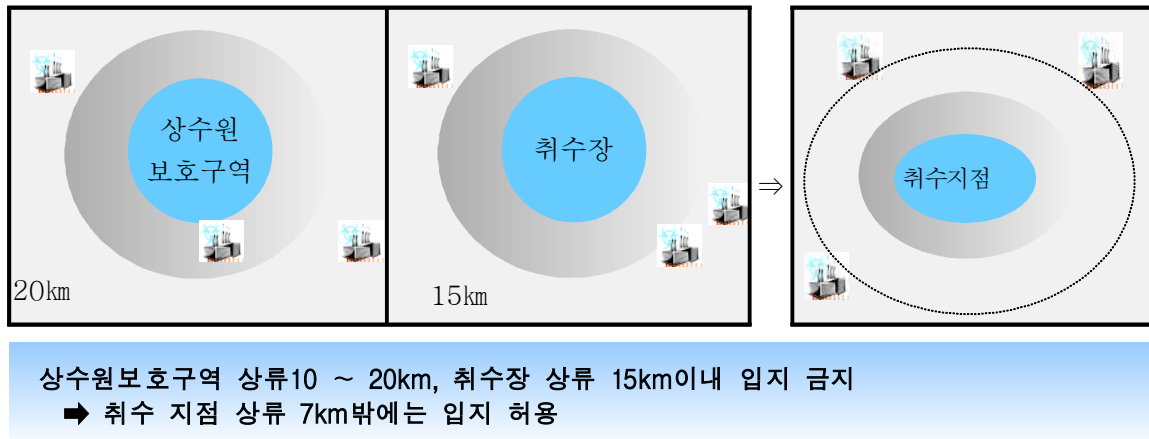 상수원
보호구역
20㎞
취수장
15㎞
⇒
취수지점
상수원보호구역 상류10 ~ 20km, 취수장 상류 15km이내 입지 금지
➡ 취수 지점 상류 7km밖에는 입지 허용